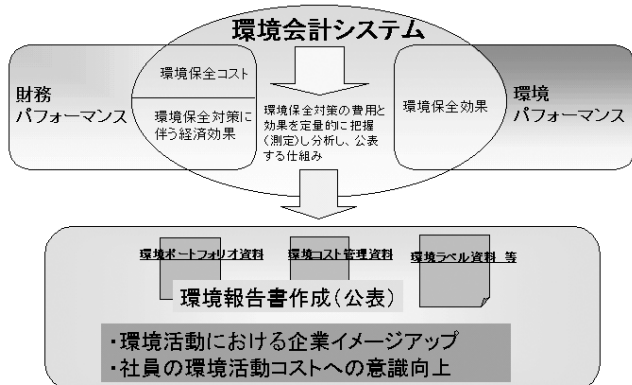 環境会計システム
財務
パフォーマンス
環境保全コスト
環境保全対策に
伴う経済効果
環境保全対策の費用と
効果を定量的に把握
(測定)し分析し、公表
する仕組み
環境保全効果
環境
パフォーマンス
環境ポートフォリオ資料
環境コスト管理資料
環境ラベル資料 等
環境報告書作成(公表)
・環境活動における企業イメージアップ
・社員の環境活動コストへの意識向上